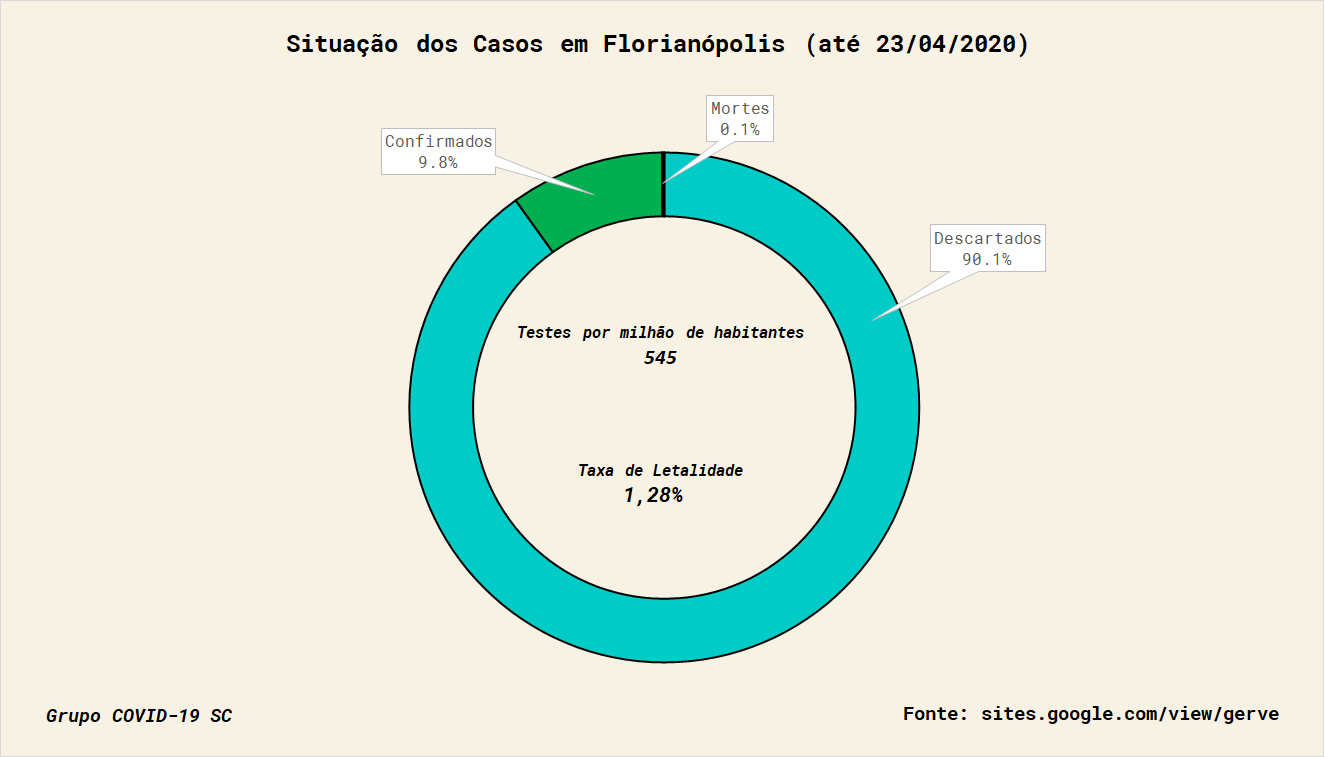 Situação dos Casos em Florianópolis (até 23/04/2020)
Mortes
0.1%
Confirmados
9.8%
Descartados
90.1%
Testes por milhão de habitantes
545
Taxa de Letalidade
1,28%
Grupo COVID-19 SC
Fonte: sites.google.com/view/gerve